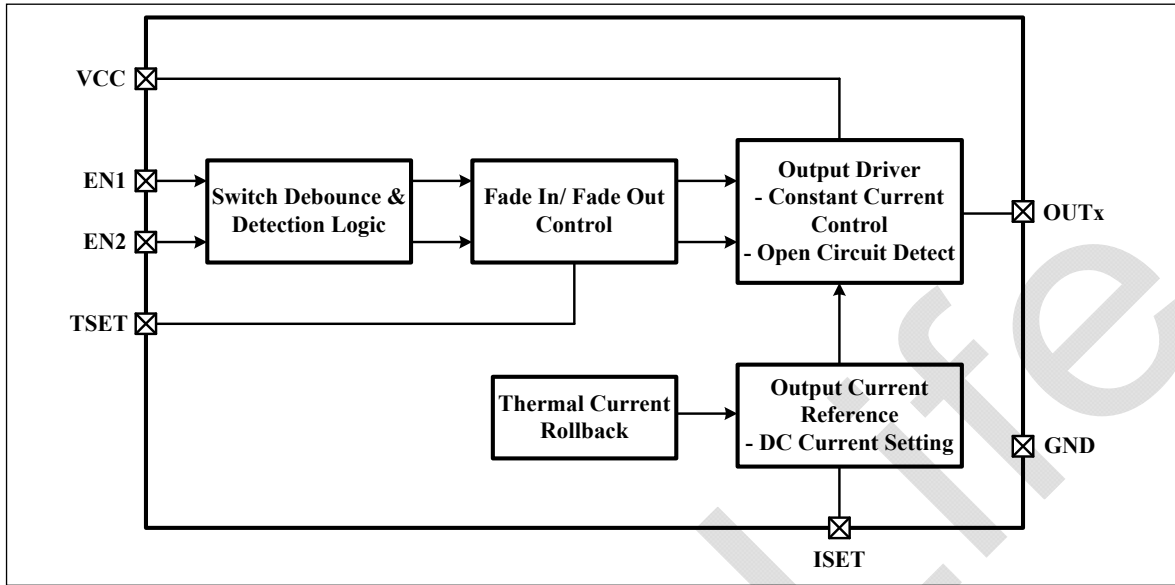 VCC
EN1
EN2
TSET
Switch Debounce &
Detection Logic
Fade In/ Fade Out
Control
Output Driver
- Constant Current
Control
- Open Circuit Detect
OUTx
Thermal Current
Rollback
Output Current
Reference
- DC Current Setting
GND
ISET
Life